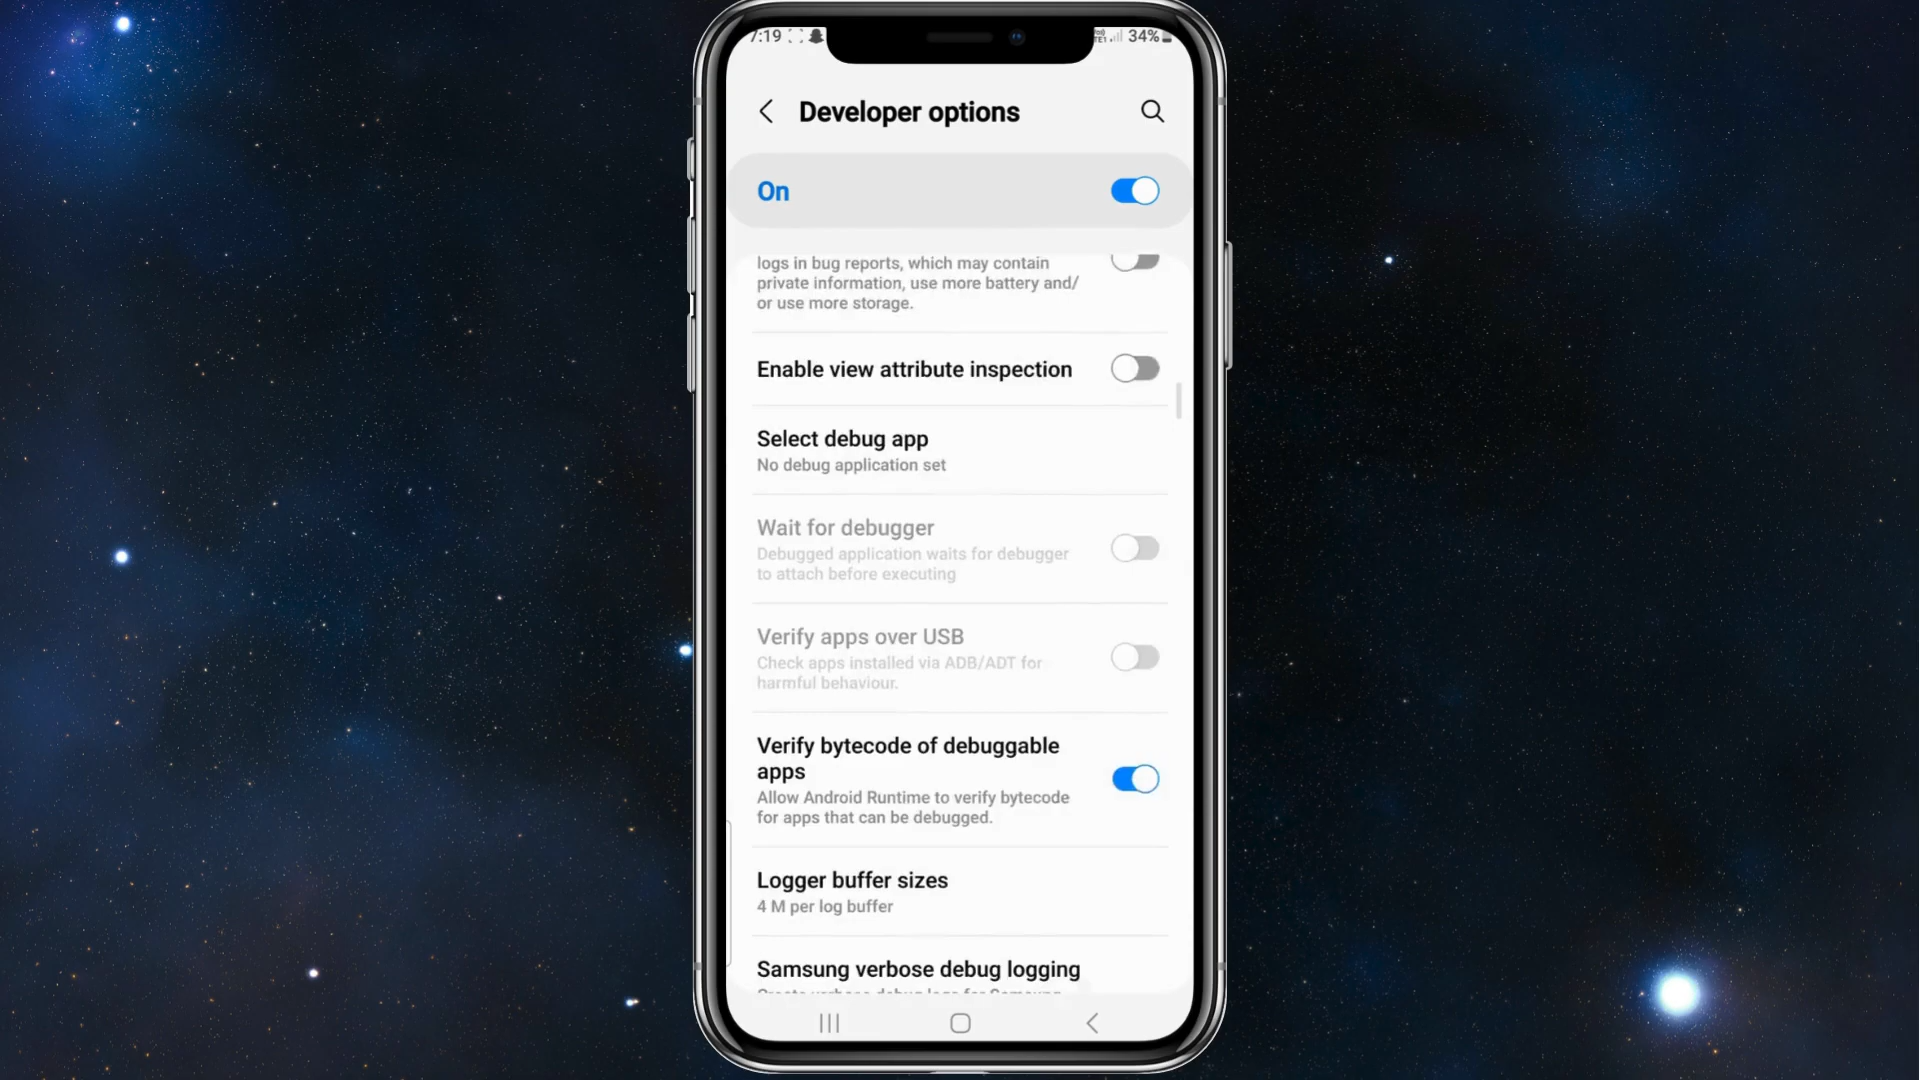 7:19 34%
Developer options
On
logs in bug reports, which may contain
private information, use more battery and/
or use more storage.
Enable view attribute inspection
Select debug app
No debug application set
Wait for debugger
Debugged application waits for debugger
to attach before executing
Verify apps over USB
Check apps installed via ADB/ADT for
harmful behaviour.
Verify bytecode of debuggable
apps
Allow Android Runtime to verify bytecode
for apps that can be debugged.
Logger buffer sizes
4 M per log buffer
Samsung verbose debug logging